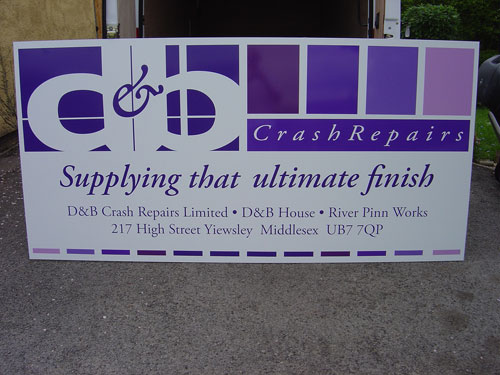 d&b
CrashRepairs
Supplying that ultimate finish
D&B Crash Repairs Limited • D&B House • River Pinn Works
217 High Street Yiewsley Middlesex UB7 7QP